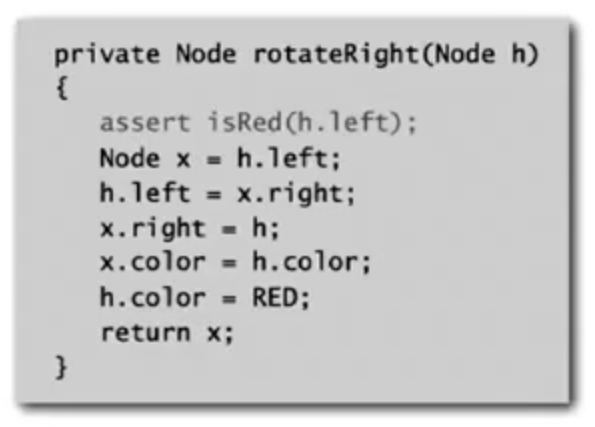 private Node rotateRight(Node h)
{
assert isRed(h.left);
Node x = h.left;
h.left = x.right;
x.right = h;
x.color = h.color;
h.color = RED;
return x;
}